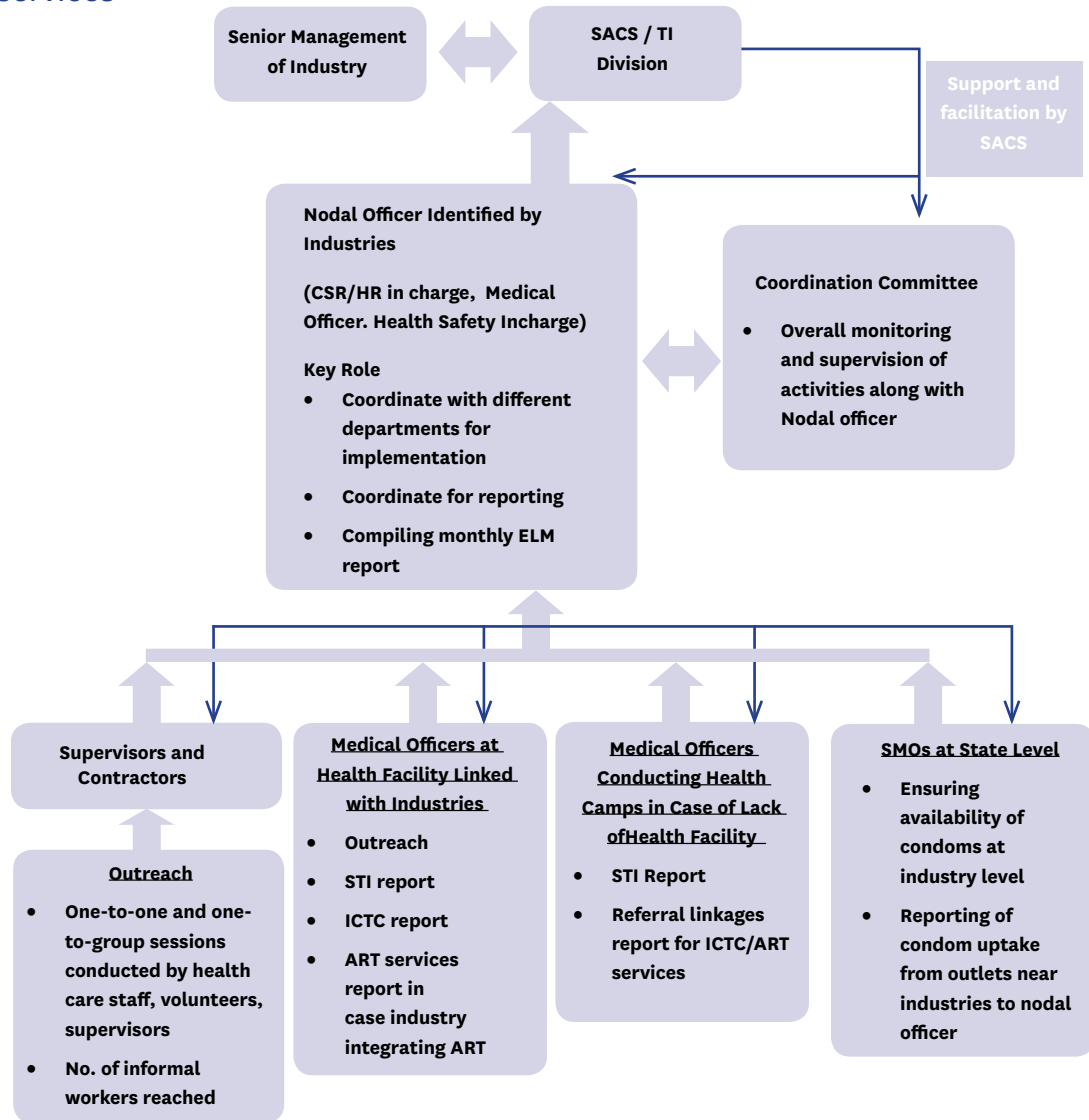 Senior Management
of Industry
SACS / TI
Division
Support and
facilitation by
SACS
Nodal Officer Identified by
Industries
(CSR/HR in charge, Medical
Officer. Health Safety Incharge)
Key Role
• Coordinate with different
departments for
implementation
• Coordinate for reporting
• Compiling monthly ELM
report
Coordination Committee
• Overall monitoring
and supervision of
activities along with
Nodal officer
Supervisors and
Contractors
Outreach
• One-to-one and one-
to-group sessions
conducted by health
care staff, volunteers,
supervisors
• No. of informal
workers reached
Medical Officers at
Health Facility Linked
with Industries
• Outreach
• STI report
• ICTC report
• ART services
report in
case industry
integrating ART
Medical Officers
Conducting Health
Camps in Case of Lack
ofHealth Facility
• STI Report
• Referral linkages
report for ICTC/ART
services
SMOs at State Level
• Ensuring
availability of
condoms at
industry level
• Reporting of
condom uptake
from outlets near
industries to nodal
officer